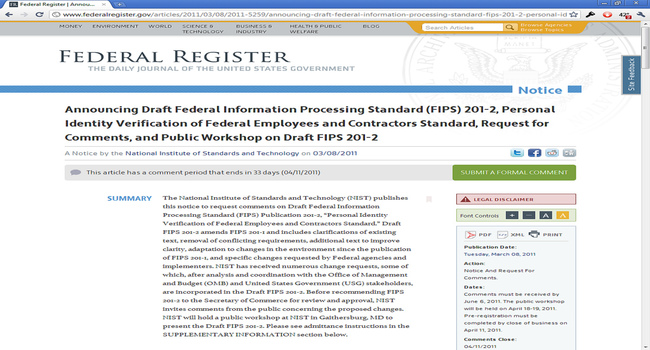 Federal Register | Annou...
www.federalregister.gov/articles/2011/03/08/2011-5259/announcing-draft-federal-information-processing-standard-fips-201-2-personal-id
MONEY ENVIRONMENT WORLD SCIENCE & TECHNOLOGY BUSINESS & INDUSTRY HEALTH & PUBLIC WELFARE BLOG
Search Articles
Browse Agencies
Browse Topics
FEDERAL REGISTER
THE DAILY JOURNAL OF THE UNITED STATES GOVERNMENT
Site Feedback
Notice
Announcing Draft Federal Information Processing Standard (FIPS) 201-2, Personal
Identity Verification of Federal Employees and Contractors Standard, Request for
Comments, and Public Workshop on Draft FIPS 201-2
A Notice by the National Institute of Standards and Technology on 03/08/2011
This article has a comment period that ends in 33 days (04/11/2011)
SUBMIT A FORMAL COMMENT
SUMMARY
The National Institute of Standards and Technology (NIST) publishes
this notice to request comments on Draft Federal Information
Processing Standard (FIPS) Publication 201-2, "Personal Identity
Verification of Federal Employees and Contractors Standard." Draft
FIPS 201-2 amends FIPS 201-1 and includes clarifications of existing
text, removal of conflicting requirements, additional text to improve
clarity, adaptation to changes in the environment since the publication
of FIPS 201-1, and specific changes requested by Federal agencies and
implementers. NIST has received numerous change requests, some of
which, after analysis and coordination with the Office of Management
and Budget (OMB) and United States Government (USG) stakeholders,
are incorporated in the Draft FIPS 201-2. Before recommending FIPS
201-2 to the Secretary of Commerce for review and approval, NIST
invites comments from the public concerning the proposed changes.
NIST will hold a public workshop at NIST in Gaithersburg, MD to
present the Draft FIPS 201-2. Please see admittance instructions in the
SUPPLEMENTARY INFORMATION section below.
LEGAL DISCLAIMER
Font Controls + - A A
PDF XML PRINT
Publication Date:
Tuesday, March 08, 2011
Action:
Notice And Request For
Comments.
Dates:
Comments must be received by
June 6, 2011. The public workshop
will be held on April 18-19, 2011.
Pre-registration must be
completed by close of business on
April 11, 2011.
Comments Close:
04/11/2011